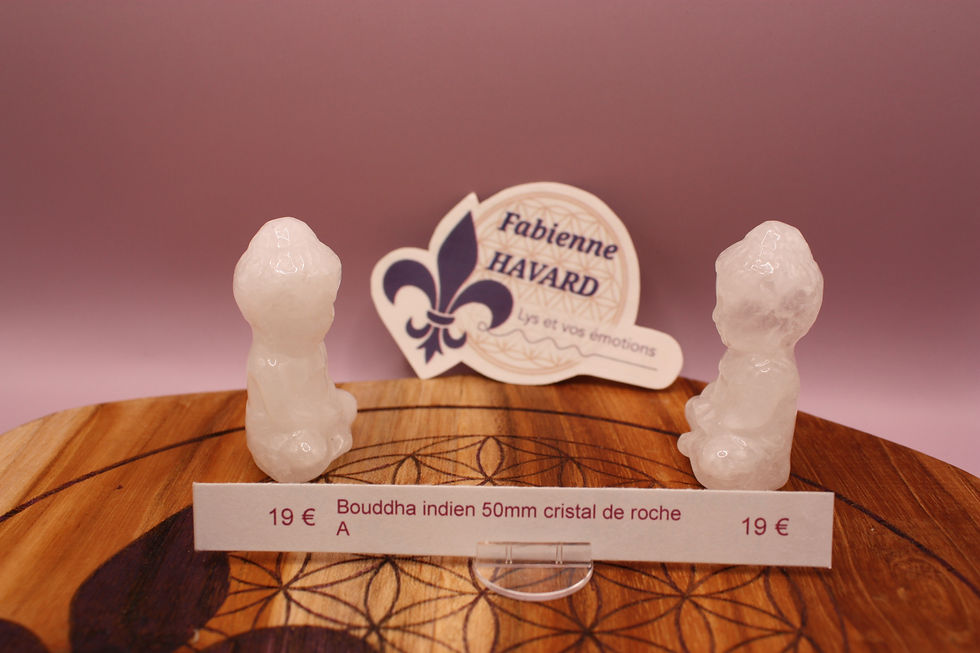 Fabienne
HAVARD
Lys et vos émotions
19 € Bouddha indien 50mm cristal de roche 19 €
A